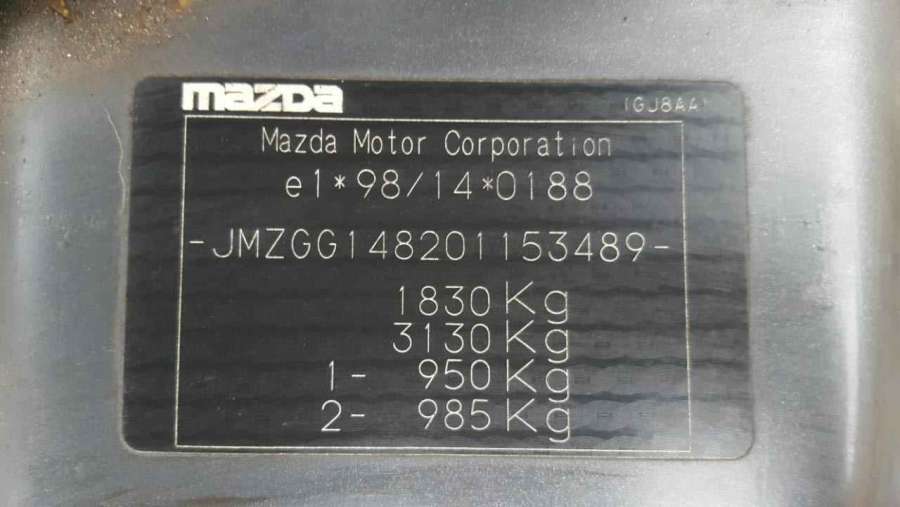 mazda
GJ8AA
Mazda Motor Corporation
e1*98/14*0188
-JMZGG148201153489-
1830 Kg
3130 Kg
1- 950 Kg
2- 985 Kg